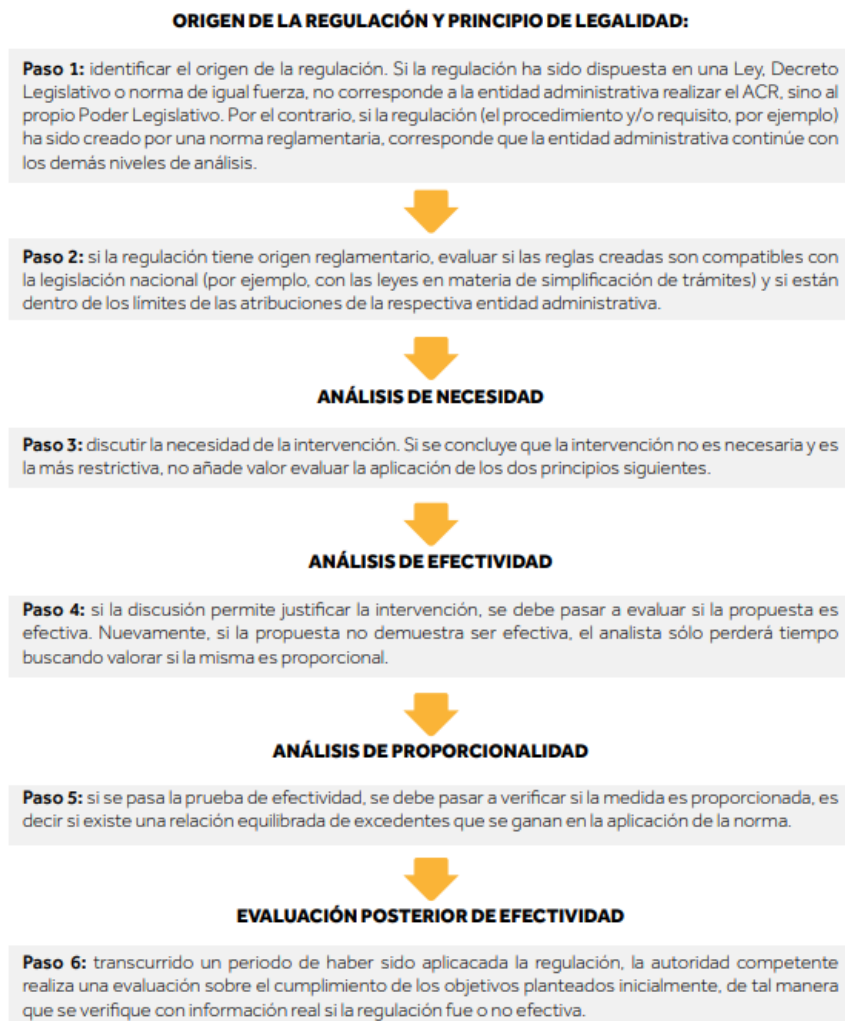 ORIGEN DE LA REGULACIÓN Y PRINCIPIO DE LEGALIDAD:
Paso 1: identificar el origen de la regulación. Si la regulación ha sido dispuesta en una Ley, Decreto
Legislativo o norma de igual fuerza, no corresponde a la entidad administrativa realizar el ACR, sino al
propio Poder Legislativo. Por el contrario, si la regulación (el procedimiento y/o requisito, por ejemplo)
ha sido creado por una norma reglamentaria, corresponde que la entidad administrativa continúe con
los demás niveles de análisis.
Paso 2: si la regulación tiene origen reglamentario, evaluar si las reglas creadas son compatibles con
la legislación nacional (por ejemplo, con las leyes en materia de simplificación de trámites) y si están
dentro de los límites de las atribuciones de la respectiva entidad administrativa.
ANÁLISIS DE NECESIDAD
Paso 3: discutir la necesidad de la intervención. Si se concluye que la intervención no es necesaria y es
la más restrictiva, no añade valor evaluar la aplicación de los dos principios siguientes.
ANÁLISIS DE EFECTIVIDAD
Paso 4: si la discusión permite justificar la intervención, se debe pasar a evaluar si la propuesta es
efectiva. Nuevamente, si la propuesta no demuestra ser efectiva, el analista sólo perderá tiempo
buscando valorar si la misma es proporcional.
ANÁLISIS DE PROPORCIONALIDAD
Paso 5: si se pasa la prueba de efectividad, se debe pasar a verificar si la medida es proporcionada, es
decir si existe una relación equilibrada de excedentes que se ganan en la aplicación de la norma.
EVALUACIÓN POSTERIOR DE EFECTIVIDAD
Paso 6: transcurrido un periodo de haber sido aplicacada la regulación, la autoridad competente
realiza una evaluación sobre el cumplimiento de los objetivos planteados inicialmente, de tal manera
que se verifique con información real si la regulación fue o no efectiva.